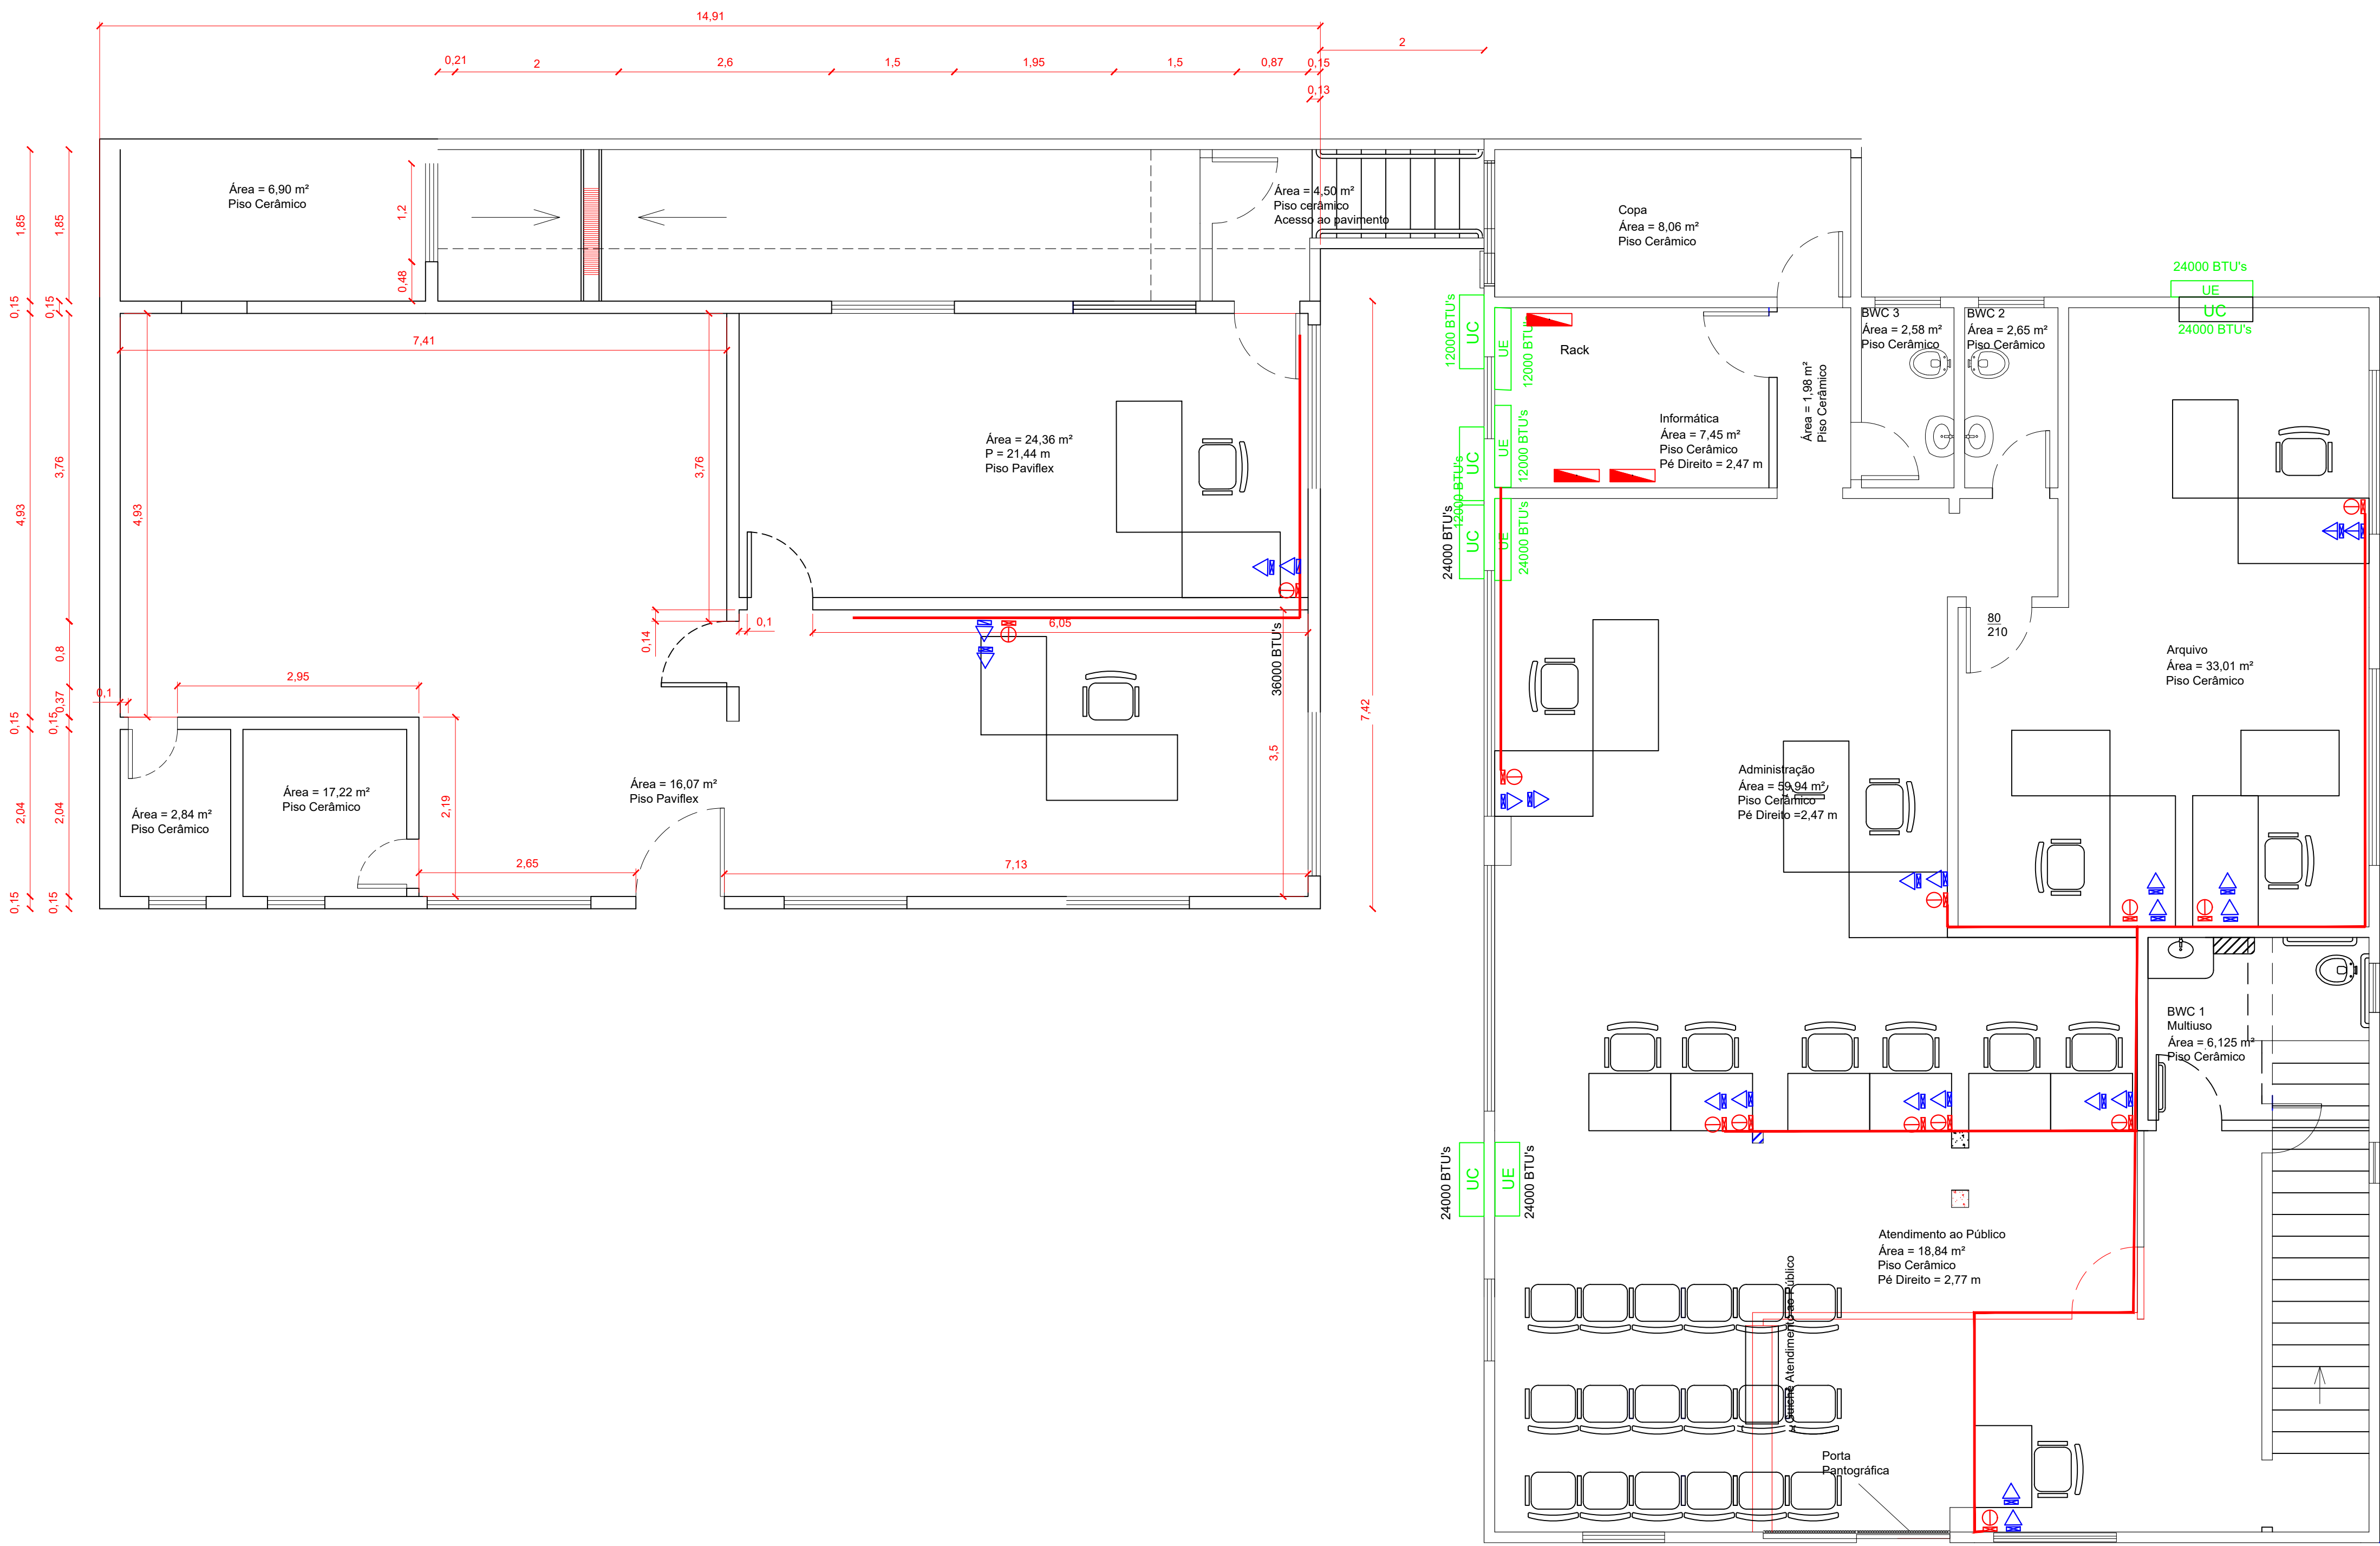 14,91
2
0,21
2
2,6
1,5
1,95
1,5
0,87
0,15
0,13
1,85
1,85
0,15
0,15
4,93
3,76
0,8
0,37
0,15
0,15
2,04
2,04
0,15
0,15
Área = 6,90 m²
Piso Cerâmico
1,2
0,48
Área = 4,50 m²
Piso cerâmico
Acesso ao pavimento
7,41
4,93
3,76
Área = 24,36 m²
P = 21,44 m
Piso Paviflex
0,14
0,1
6,05
36000 BTU's
7,42
3,5
0,1
2,95
Área = 2,84 m²
Piso Cerâmico
Área = 17,22 m²
Piso Cerâmico
2,19
Área = 16,07 m²
Piso Paviflex
2,65
7,13
Copa
Área = 8,06 m²
Piso Cerâmico
24000 BTU's
UE
UC
24000 BTU's
12000 BTU's
UC
UE
12000 BTU's
Rack
BWC 3
Área = 2,58 m²
Piso Cerâmico
BWC 2
Área = 2,65 m²
Piso Cerâmico
Área = 1,98 m²
Piso Cerâmico
Informática
Área = 7,45 m²
Piso Cerâmico
Pé Direito = 2,47 m
12000 BTU's
UC
UE
12000 BTU's
24000 BTU's
UC
UE
24000 BTU's
80
210
Arquivo
Área = 33,01 m²
Piso Cerâmico
Administração
Área = 59,94 m²
Piso Cerâmico
Pé Direito =2,47 m
BWC 1
Multiuso
Área = 6,125 m²
Piso Cerâmico
24000 BTU's
UC
UE
24000 BTU's
Atendimento ao Público
Área = 18,84 m²
Piso Cerâmico
Pé Direito = 2,77 m
Guichê Atendimento ao Público
Porta
Pantográfica